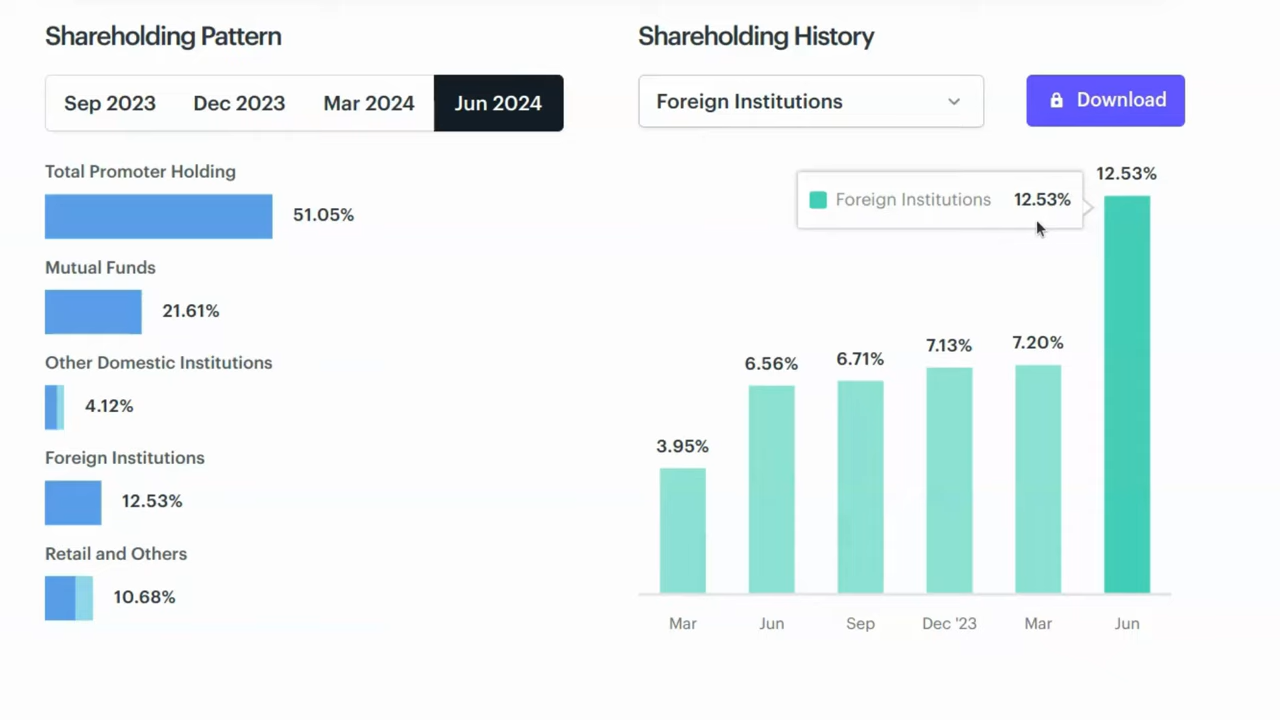 Shareholding Pattern
Sep 2023 Dec 2023 Mar 2024 Jun 2024
Total Promoter Holding
51.05%
Mutual Funds
21.61%
Other Domestic Institutions
4.12%
Foreign Institutions
12.53%
Retail and Others
10.68%
Shareholding History
Foreign Institutions
Download
Foreign Institutions 12.53%
3.95%
6.56%
6.71%
7.13%
7.20%
12.53%
Mar Jun Sep Dec '23 Mar Jun